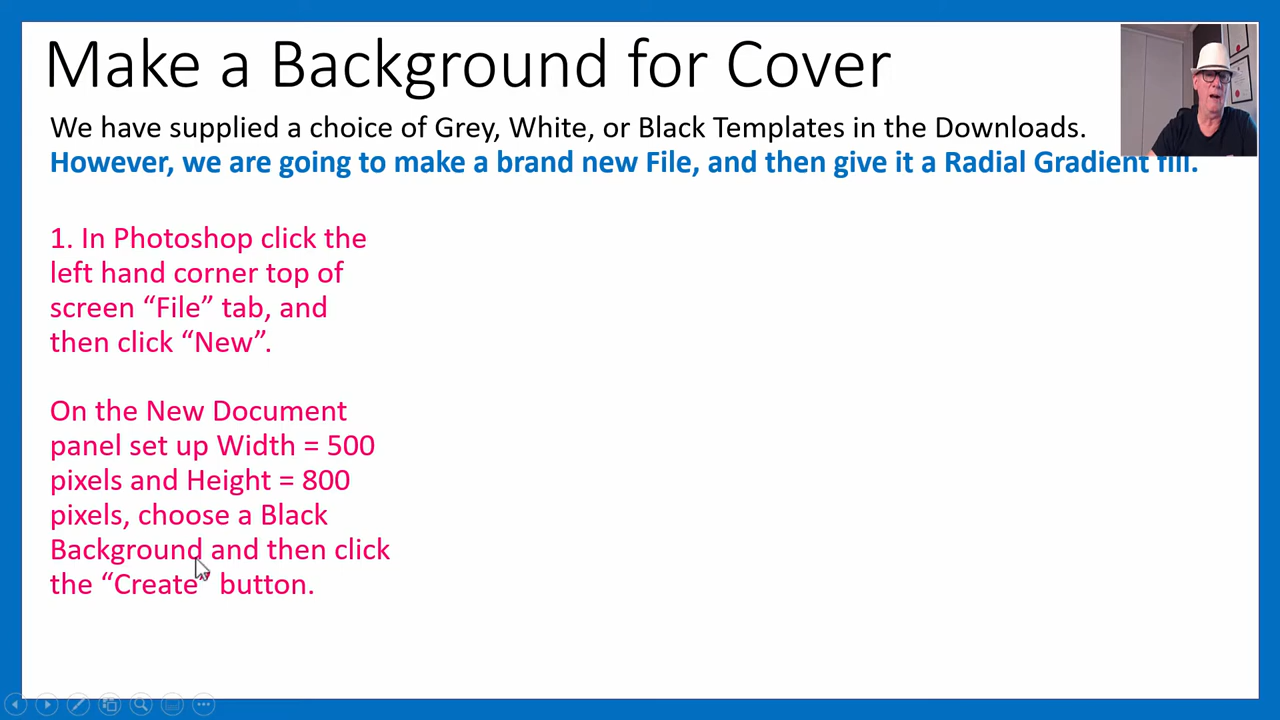 Make a Background for Cover
We have supplied a choice of Grey, White, or Black Templates in the Downloads.
However, we are going to make a brand new File, and then give it a Radial Gradient fill.
1. In Photoshop click the
left hand corner top of
screen “File” tab, and
then click “New”.
On the New Document
panel set up Width = 500
pixels and Height = 800
pixels, choose a Black
Background and then click
the “Create” button.